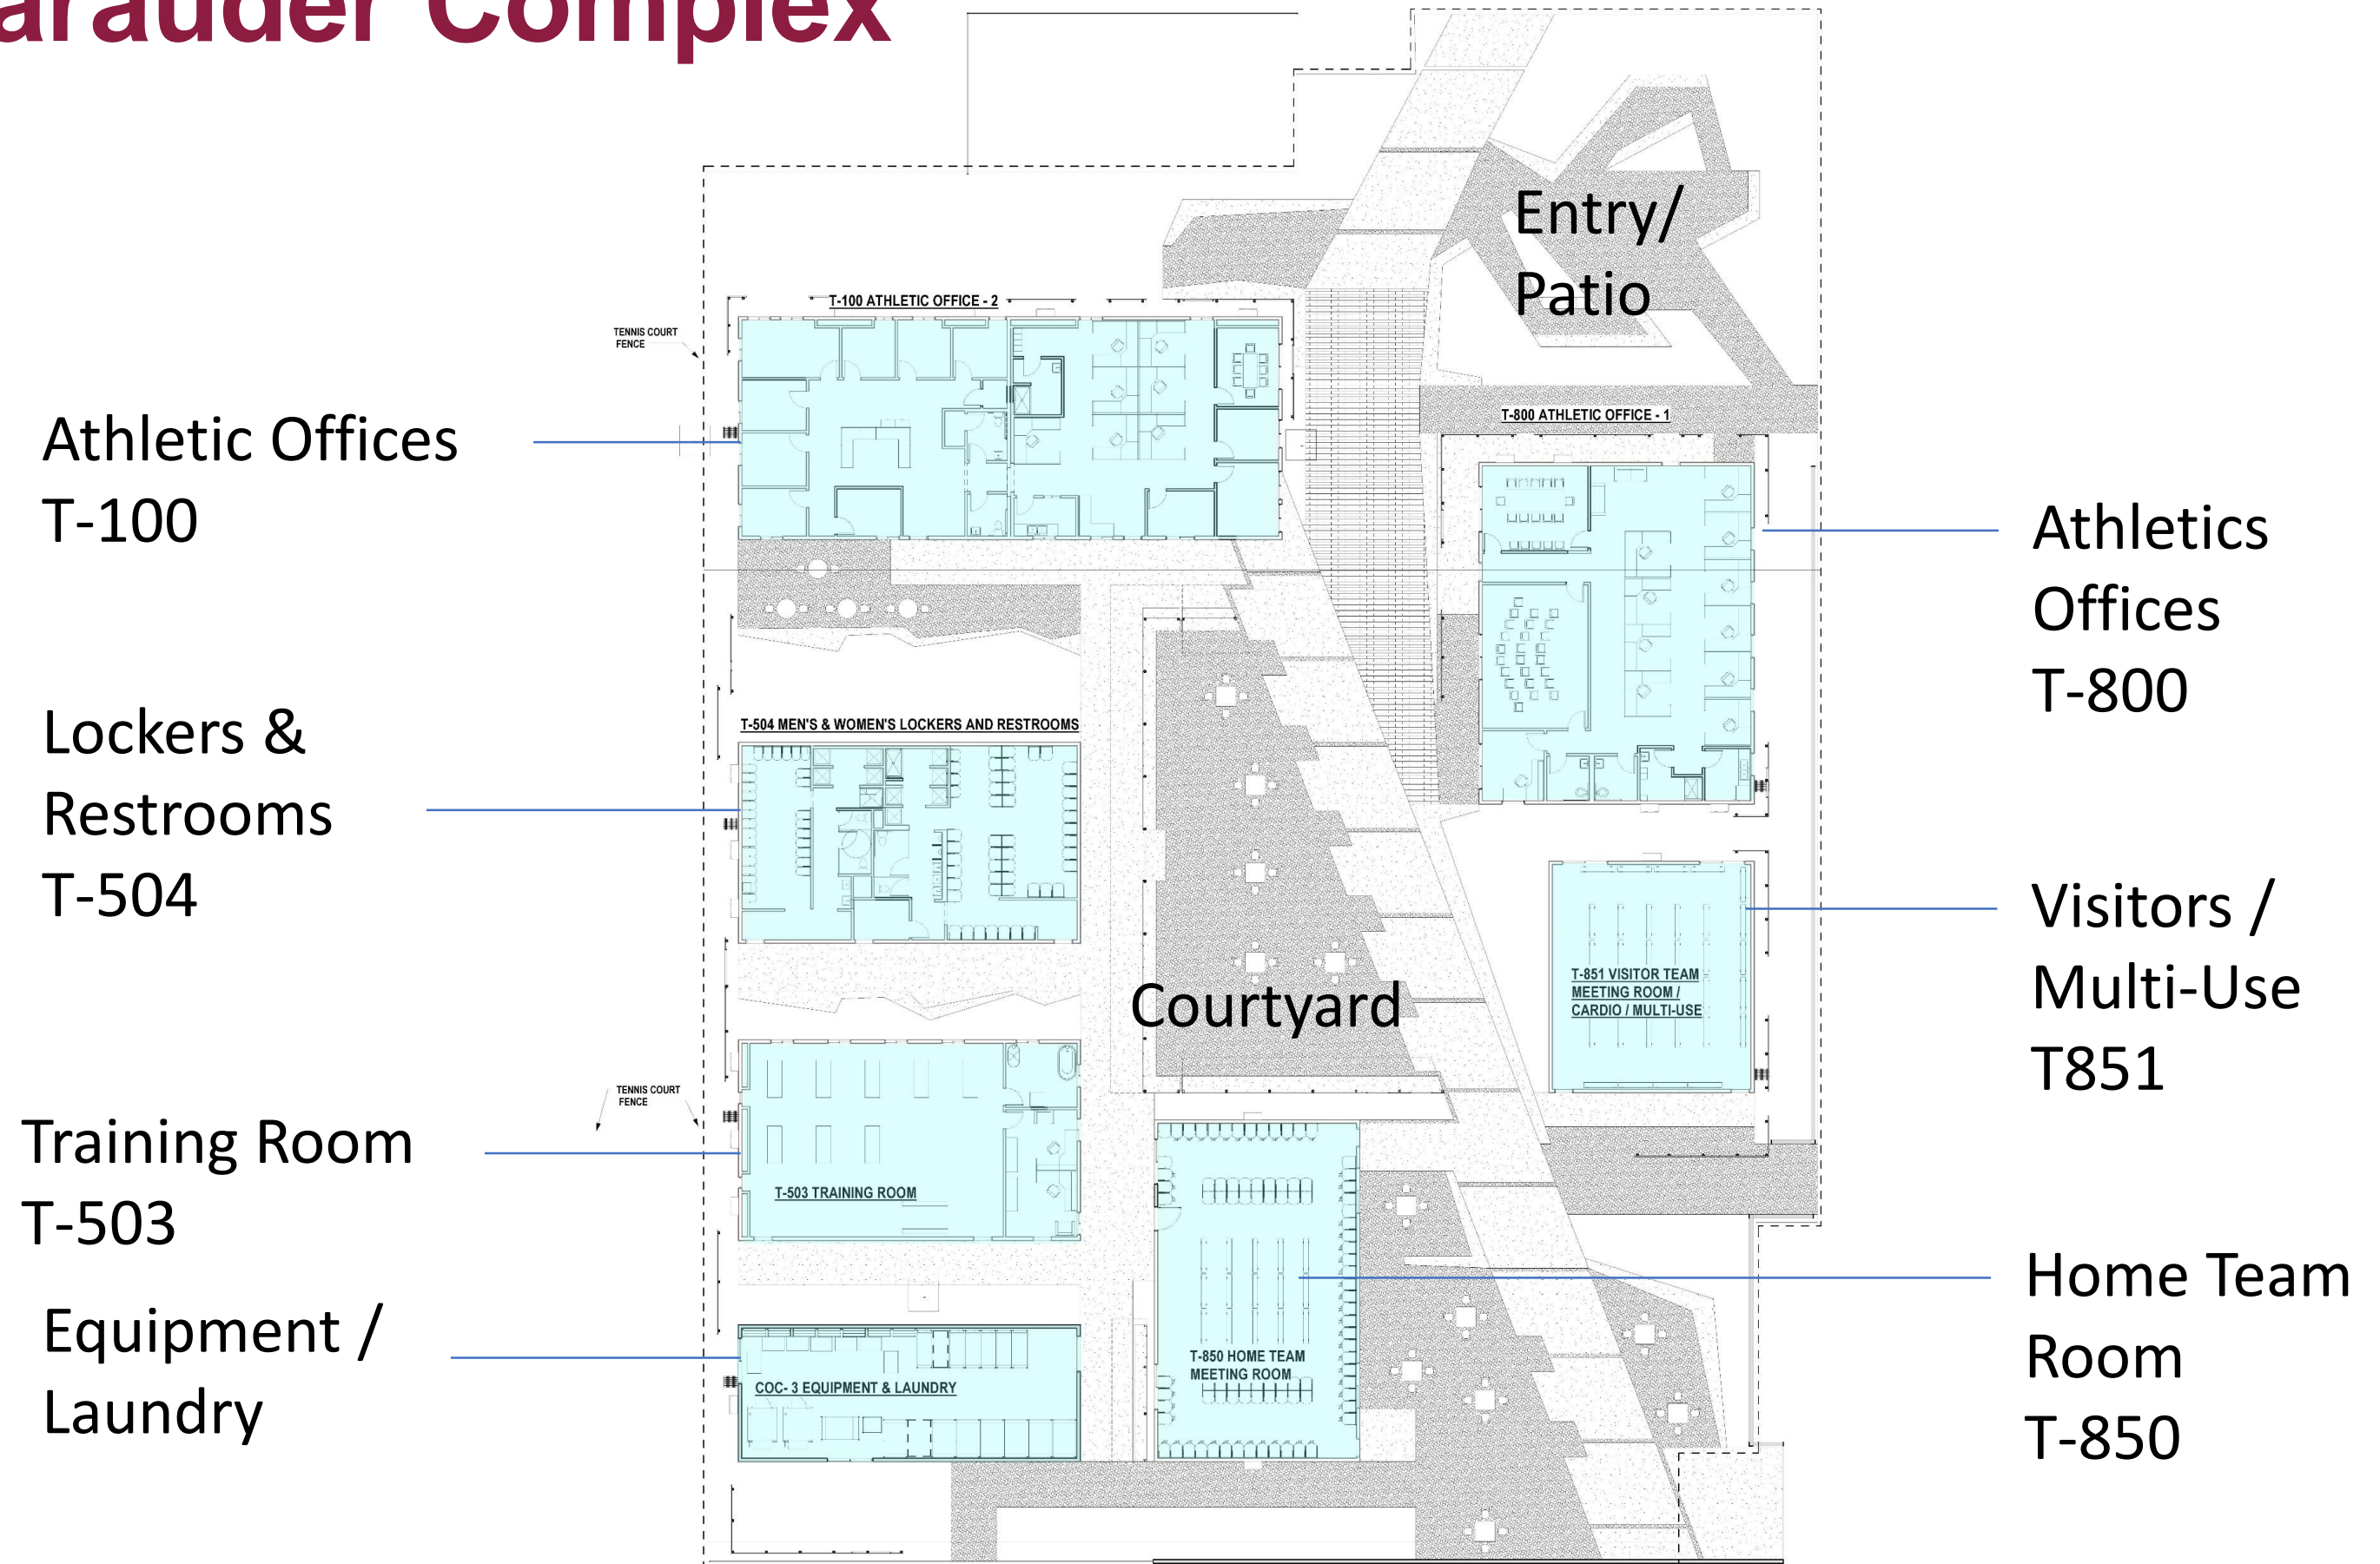 arauder Complex
Entry/
Patio
T-100 ATHLETIC OFFICE - 2
TENNIS COURT
FENCE
T-800 ATHLETIC OFFICE - 1
Athletic Offices
T-100
Athletics
Offices
T-800
Lockers &
Restrooms
T-504
T-504 MEN'S & WOMEN'S LOCKERS AND RESTROOMS
Visitors /
Multi-Use
T851
T-851 VISITOR TEAM
MEETING ROOM /
CARDIO / MULTI-USE
Courtyard
TENNIS COURT
FENCE
Training Room
T-503
T-503 TRAINING ROOM
Home Team
Room
T-850
T-850 HOME TEAM
MEETING ROOM
Equipment /
Laundry
COC- 3 EQUIPMENT & LAUNDRY